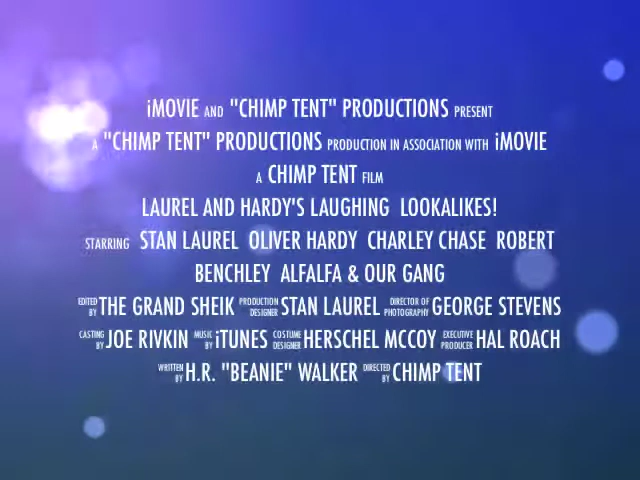 iMOVIE AND "CHIMP TENT" PRODUCTIONS PRESENT
A "CHIMP TENT" PRODUCTIONS PRODUCTION IN ASSOCIATION WITH iMOVIE
A CHIMP TENT FILM
LAUREL AND HARDY'S LAUGHING LOOKALIKES!
STARRING STAN LAUREL OLIVER HARDY CHARLEY CHASE ROBERT
BENCHLEY ALFALFA & OUR GANG
EDITED BY THE GRAND SHEIK PRODUCTION DESIGNER STAN LAUREL DIRECTOR OF PHOTOGRAPHY GEORGE STEVENS
CASTING BY JOE RIVKIN MUSIC BY iTUNES COSTUME DESIGNER HERSCHEL MCCOY EXECUTIVE PRODUCER HAL ROACH
WRITTEN BY H.R. "BEANIE" WALKER DIRECTED BY CHIMP TENT